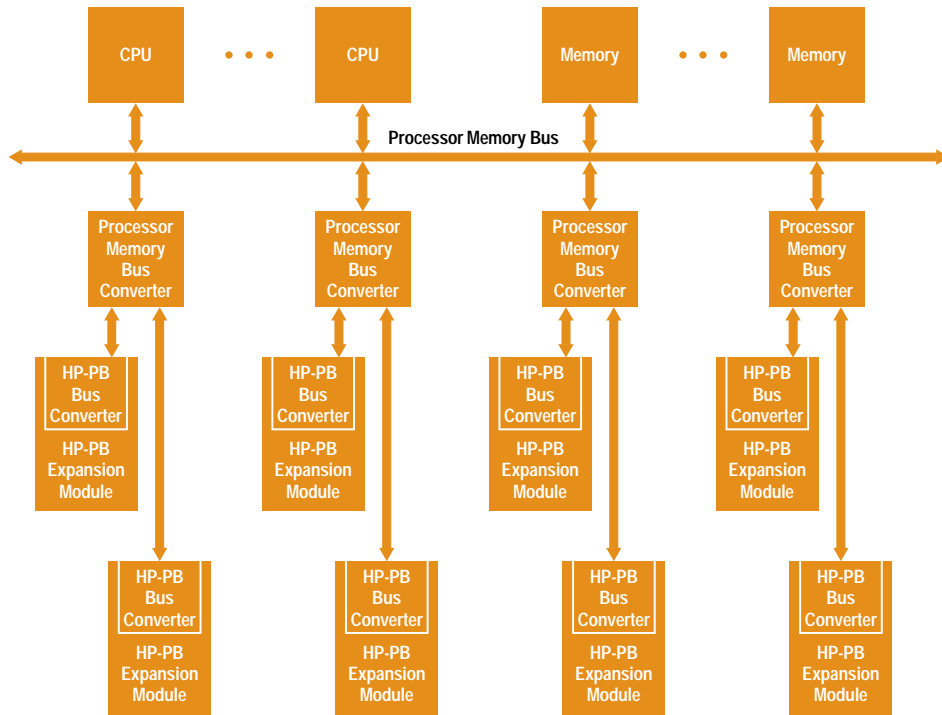 CPU
CPU
Memory
Memory
Processor Memory Bus
Processor
Memory
Bus
Converter
Processor
Memory
Bus
Converter
Processor
Memory
Bus
Converter
Processor
Memory
Bus
Converter
HP-PB
Bus
Converter
HP-PB
Expansion
Module
HP-PB
Bus
Converter
HP-PB
Expansion
Module
HP-PB
Bus
Converter
HP-PB
Expansion
Module
HP-PB
Bus
Converter
HP-PB
Expansion
Module
HP-PB
Bus
Converter
HP-PB
Expansion
Module
HP-PB
Bus
Converter
HP-PB
Expansion
Module
HP-PB
Bus
Converter
HP-PB
Expansion
Module
HP-PB
Bus
Converter
HP-PB
Expansion
Module